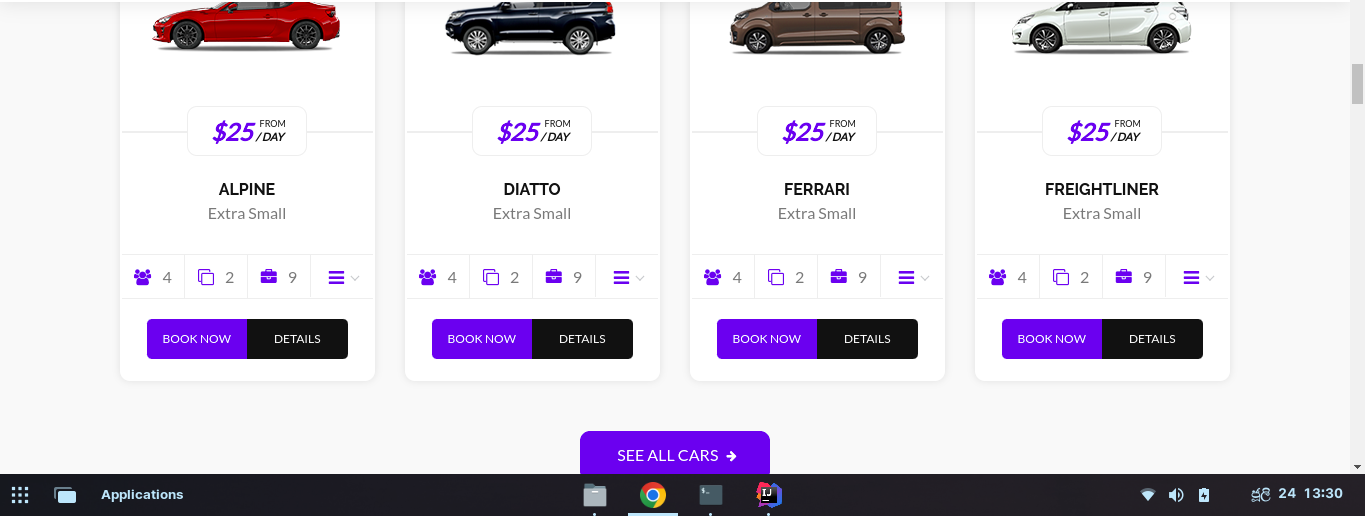 $25 FROM /DAY
$25 FROM /DAY
$25 FROM /DAY
$25 FROM /DAY
ALPINE
DIATTO
FERRARI
FREIGHTLINER
Extra Small
Extra Small
Extra Small
Extra Small
4 2 9
4 2 9
4 2 9
4 2 9
BOOK NOW DETAILS
BOOK NOW DETAILS
BOOK NOW DETAILS
BOOK NOW DETAILS
SEE ALL CARS
Applications
ජූලි 24 13:30